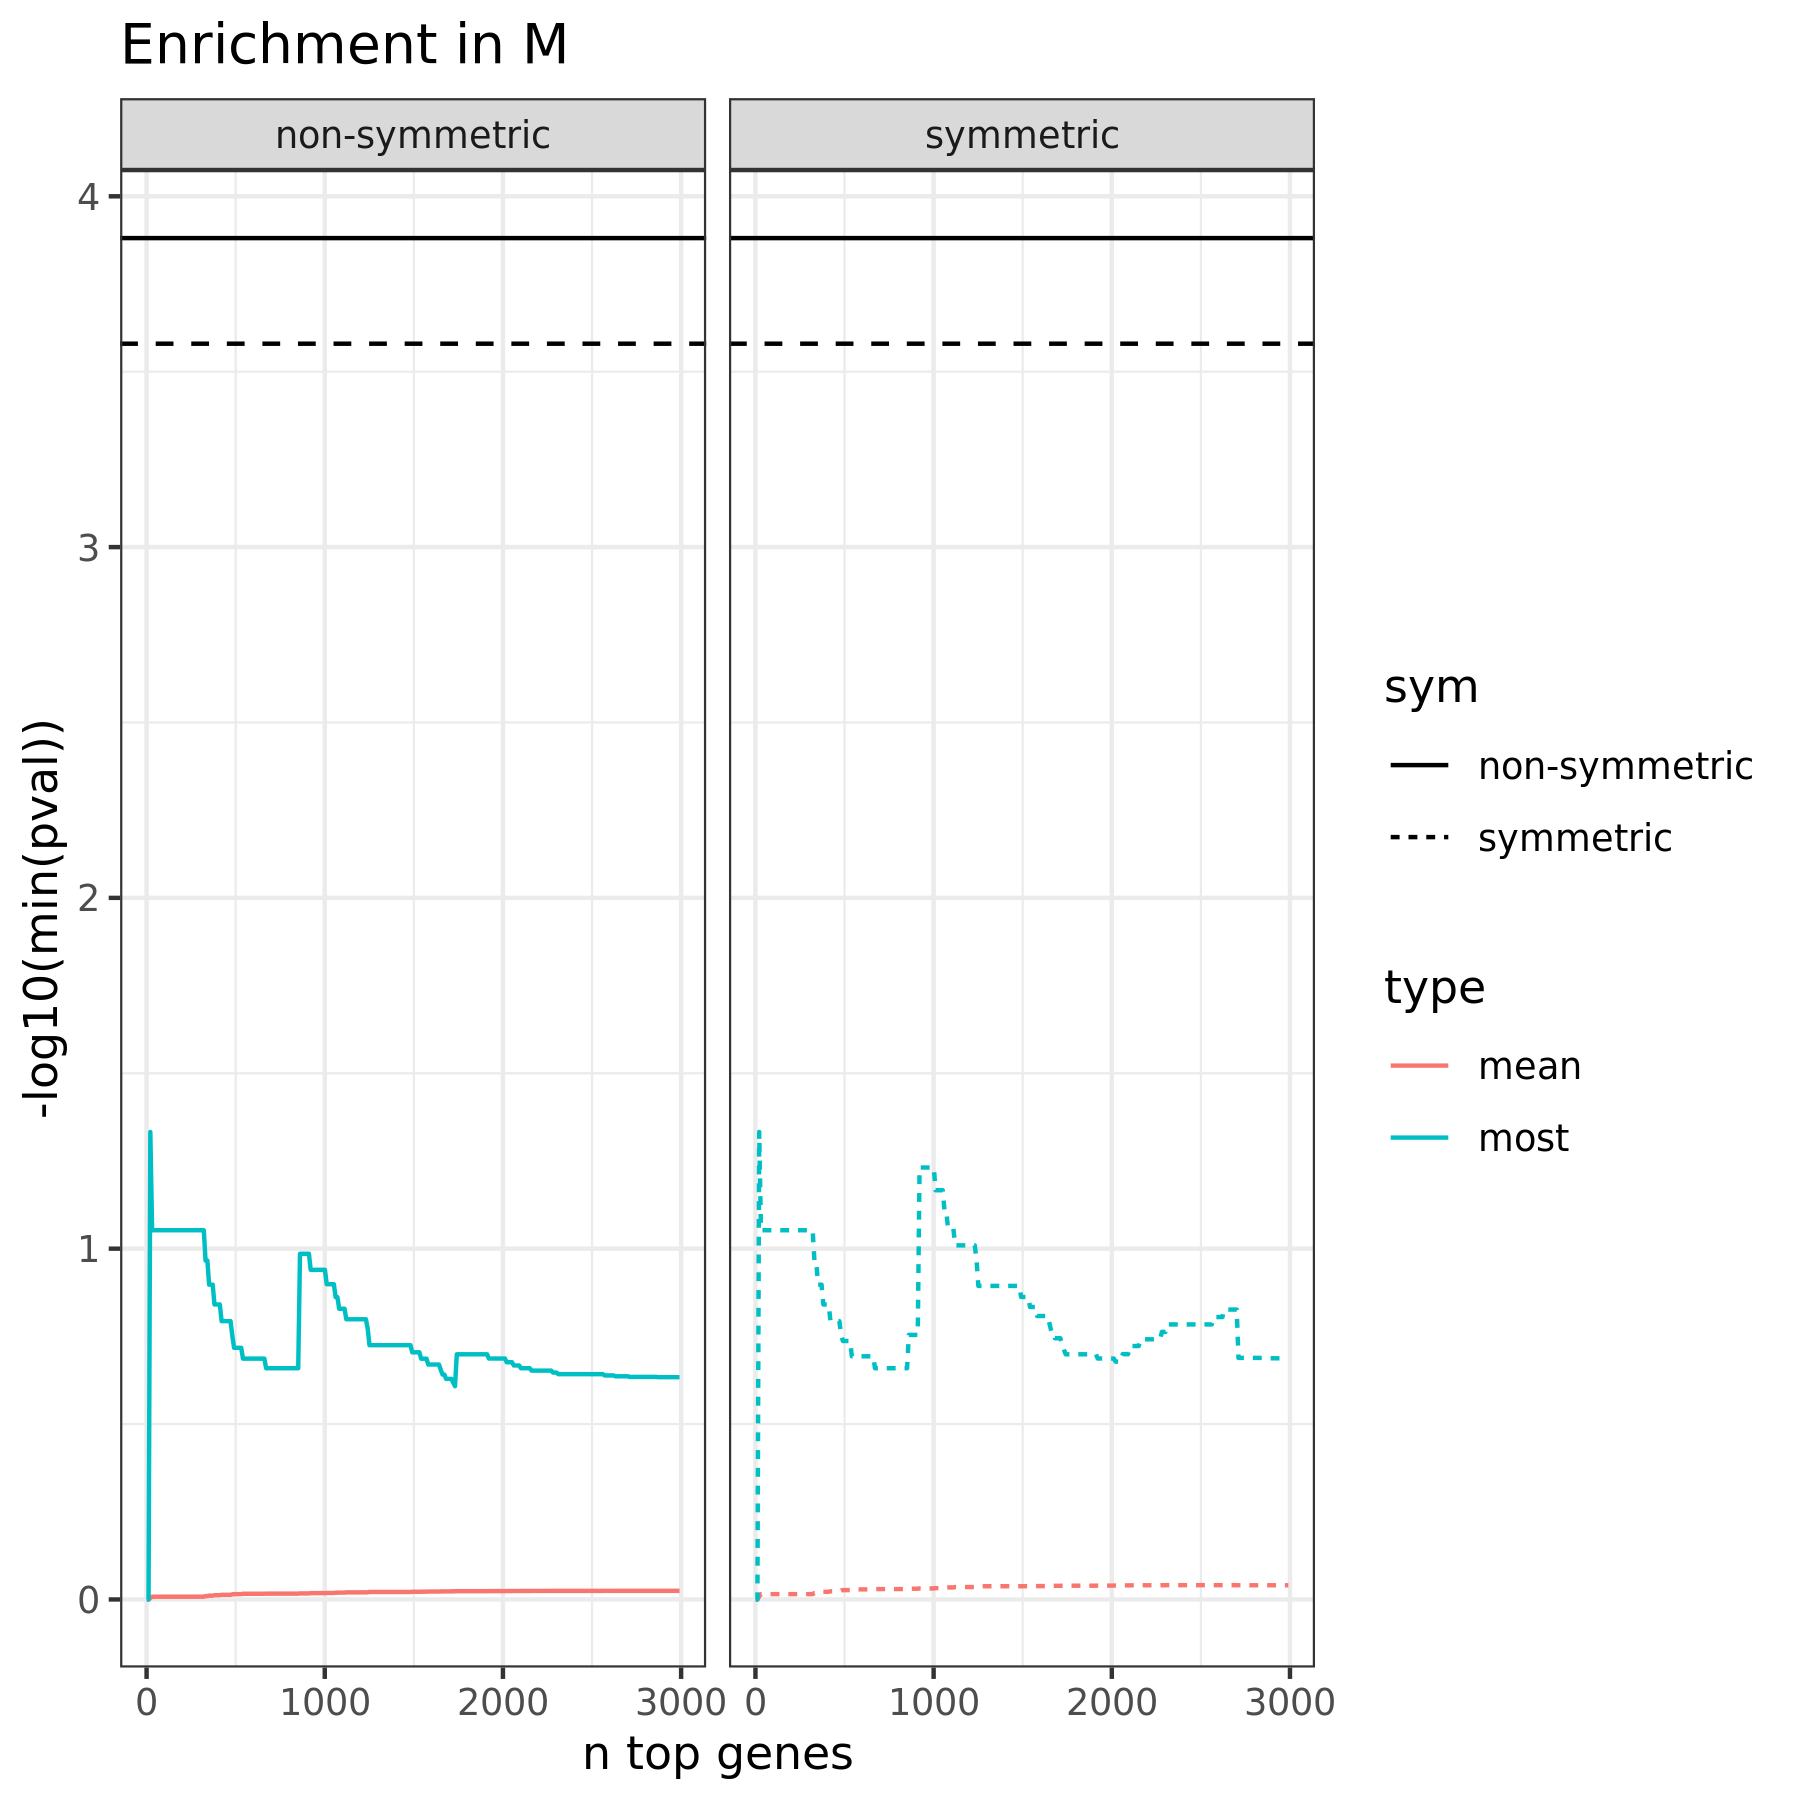 Enrichment in M
non-symmetric
symmetric
4
3
2
1
0
-log10(min(pval))
0 1000 2000 3000
0 1000 2000 3000
n top genes
sym
non-symmetric
symmetric
type
mean
most